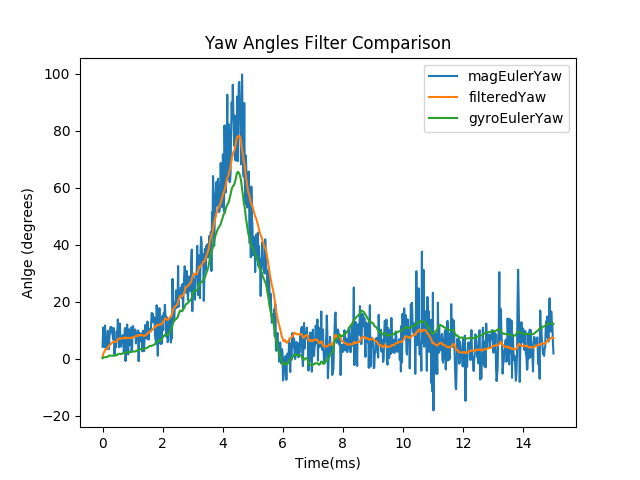 Yaw Angles Filter Comparison
magEulerYaw
filteredYaw
gyroEulerYaw
100
80
60
40
20
0
−20
Anlge (degrees)
0 2 4 6 8 10 12 14
Time(ms)